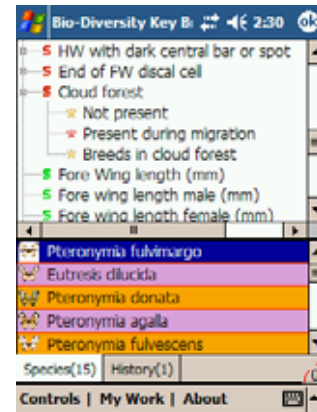 Bio-Diversity Key B 2:30 ok
S HW with dark central bar or spot
S End of FW discal cell
S Cloud forest
Not present
Present during migration
Breeds in cloud forest
S Fore Wing length (mm)
S Fore wing length male (mm)
S Fore wing length female (mm)
Pteronymia fulvimargo
Eutresis dilucida
Pteronymia donata
Pteronymia agalla
Pteronymia fulvescens
Species(15) History(1)
Controls | My Work | About